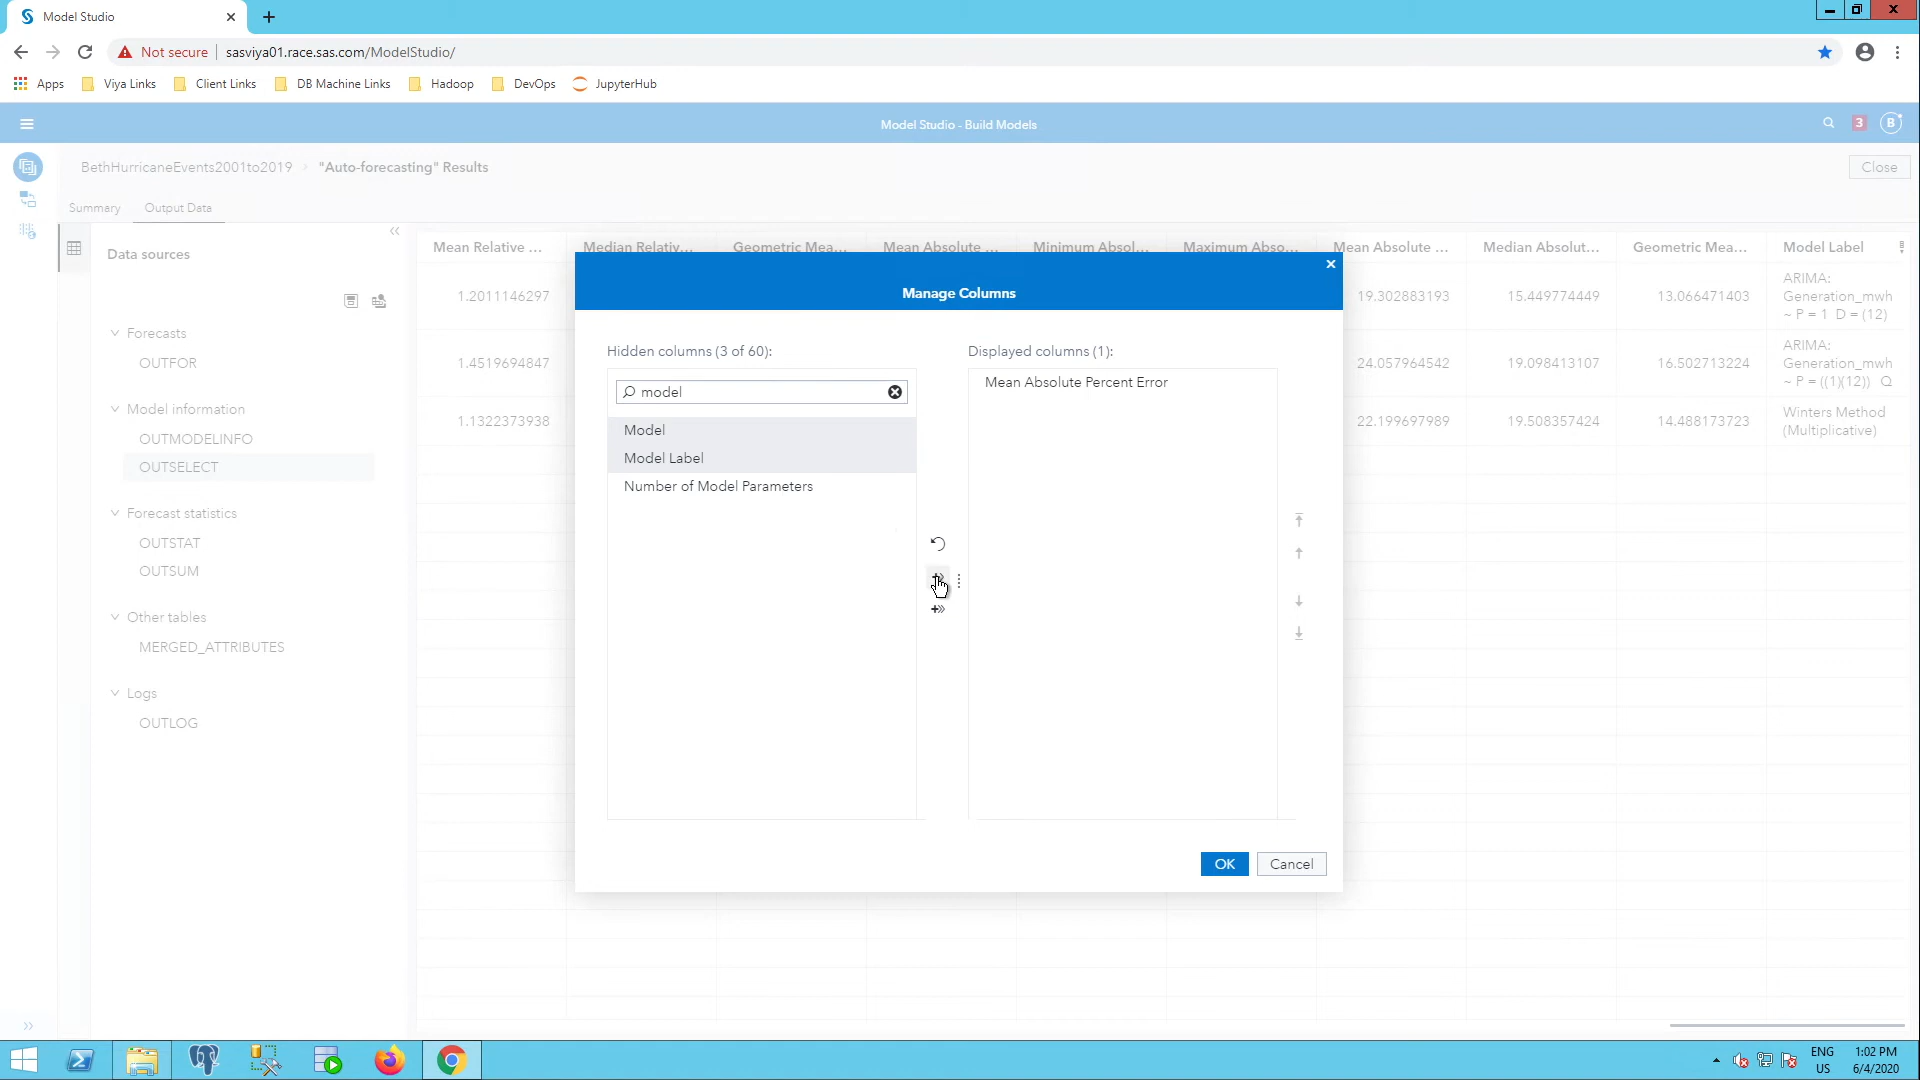 Model Studio
Not secure
sasviya01.race.sas.com/ModelStudio/
Apps
Viya Links
Client Links
DB Machine Links
Hadoop
DevOps
JupyterHub
Model Studio - Build Models
3
B
BethHurricaneEvents2001to2019
"Auto-forecasting" Results
Close
Summary
Output Data
Data sources
Forecasts
OUTFOR
Model information
OUTMODELINFO
OUTSELECT
Forecast statistics
OUTSTAT
OUTSUM
Other tables
MERGED_ATTRIBUTES
Logs
OUTLOG
Mean Relative ...
Median Relativ...
Geometric Mea...
Mean Absolute ...
Minimum Absol...
Maximum Abso...
Mean Absolute ...
Median Absolut...
Geometric Mea...
Model Label
1.2011146297
19.302883193
15.449774449
13.066471403
ARIMA:
Generation_mwh
~ P = 1 D = (12)
1.4519694847
24.057964542
19.098413107
16.502713224
ARIMA:
Generation_mwh
~ P = ((1)(12)) Q
1.1322373938
22.199697989
19.508357424
14.488173723
Winters Method
(Multiplicative)
Manage Columns
Hidden columns (3 of 60):
model
Model
Model Label
Number of Model Parameters
Displayed columns (1):
Mean Absolute Percent Error
OK
Cancel
ENG
US
1:02 PM
6/4/2020